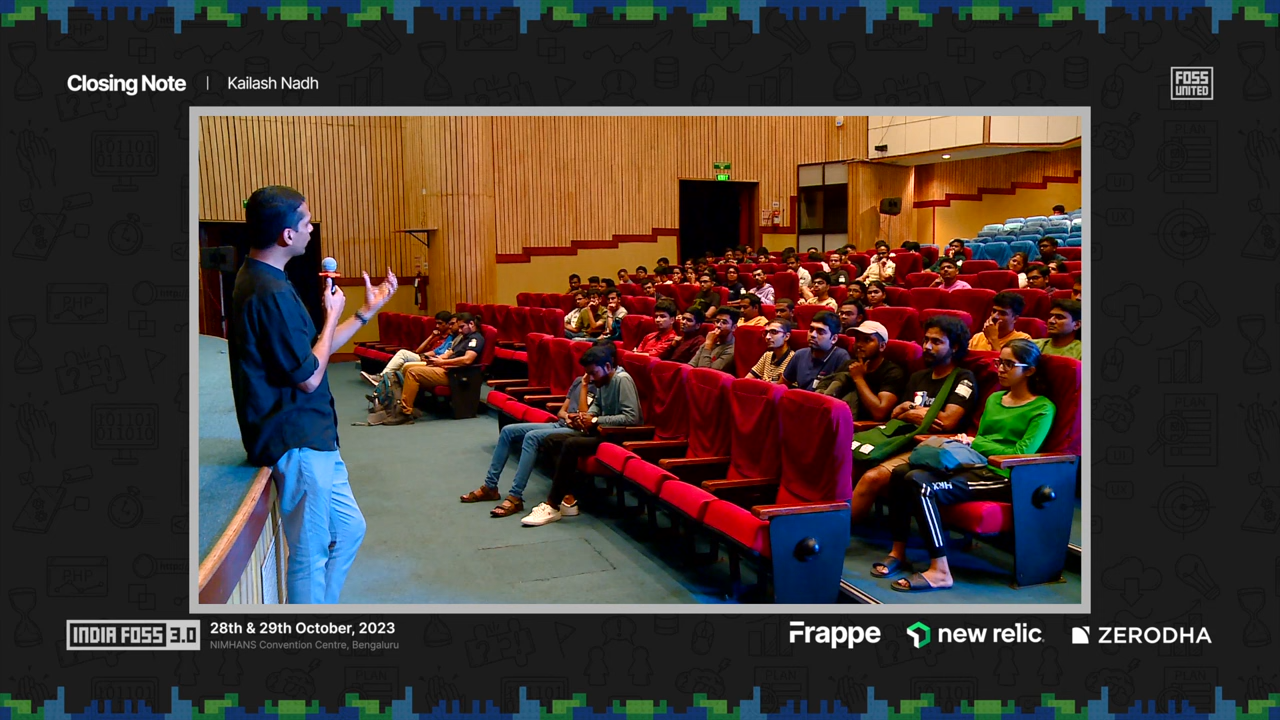 Closing Note | Kailash Nadh
FOSS
UNITED
EXIT
INDIA FOSS 3.0
28th & 29th October, 2023
NIMHANS Convention Centre, Bengaluru
Frappe
new relic
ZERODHA